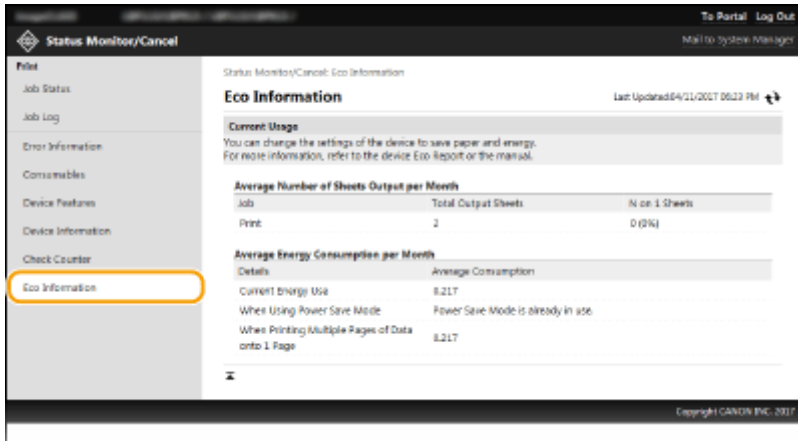 To Portal Log Out
Status Monitor/Cancel
Mail to System Manager
Print
Job Status
Job Log
Error Information
Consumables
Device Features
Device Information
Check Counter
Eco Information
Status Monitor/Cancel: Eco Information
Eco Information
Last Updated:04/11/2017 06:23 PM
Current Usage
You can change the settings of the device to save paper and energy.
For more information, refer to the device Eco Report or the manual.
Average Number of Sheets Output per Month
Job Total Output Sheets N on 1 Sheets
Print 2 0 (0%)
Average Energy Consumption per Month
Details Average Consumption
Current Energy Use 0.217
When Using Power Save Mode Power Save Mode is already in use.
When Printing Multiple Pages of Data
onto 1 Page 0.217
Copyright CANON INC. 2017